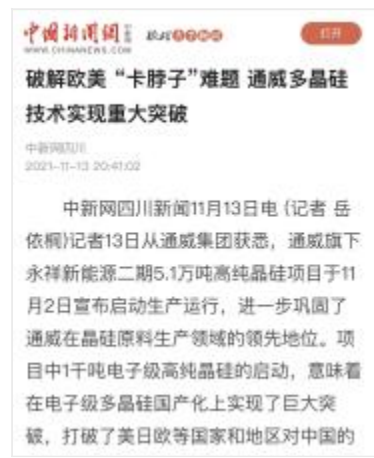 中国新闻網
WWW.CHINANEWS.COM
打开
破解欧美“卡脖子”难题 通威多晶硅
技术实现重大突破
中新网四川
2021-11-13 20:41:02
中新网四川新闻11月13日电 (记者 岳
依桐)记者13日从通威集团获悉，通威旗下
永祥新能源二期5.1万吨高纯晶硅项目于11
月2日宣布启动生产运行，进一步巩固了
通威在晶硅原料生产领域的领先地位。项
目中1千吨电子级高纯晶硅的启动，意味着
在电子级多晶硅国产化上实现了巨大突
破，打破了美日欧等国家和地区对中国的